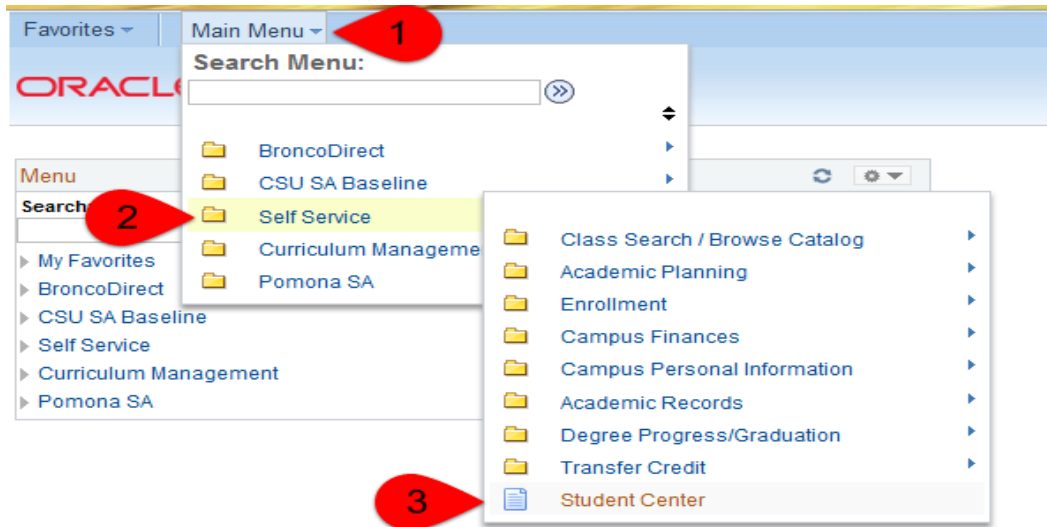 Favorites
Main Menu
1
Search Menu:
ORACL
BroncoDirect
CSU SA Baseline
2
Self Service
Curriculum Manageme
Pomona SA
Menu
Search
My Favorites
BroncoDirect
CSU SA Baseline
Self Service
Curriculum Management
Pomona SA
Class Search / Browse Catalog
Academic Planning
Enrollment
Campus Finances
Campus Personal Information
Academic Records
Degree Progress/Graduation
Transfer Credit
3
Student Center